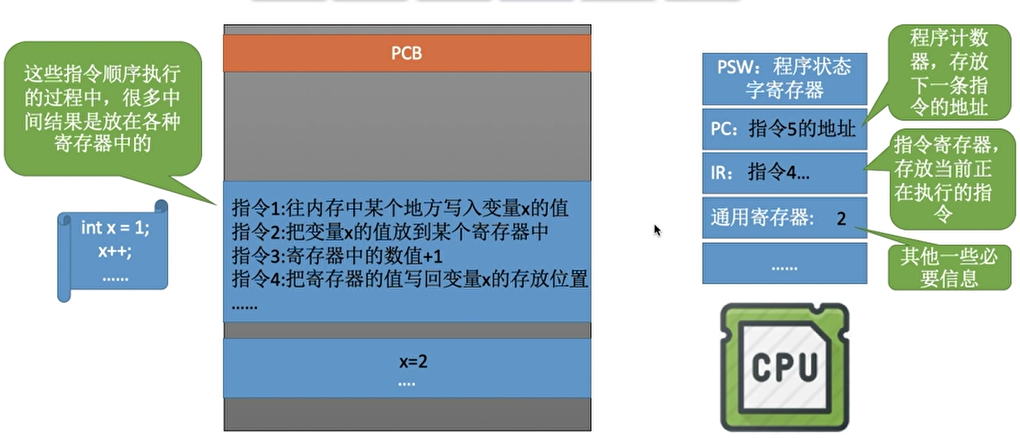 PCB
这些指令顺序执行
的过程中，很多中
间结果是放在各种
寄存器中的
int x = 1;
x++;
……
指令1:往内存中某个地方写入变量x的值
指令2:把变量x的值放到某个寄存器中
指令3:寄存器中的数值+1
指令4:把寄存器的值写回变量x的存放位置
……
x=2
....
PSW：程序状态
字寄存器
PC：指令5的地址
IR： 指令4...
通用寄存器： 2
……
程序计数
器，存放
下一条指
令的地址
指令寄存器，
存放当前正
在执行的指
令
其他一些必
要信息
CPU